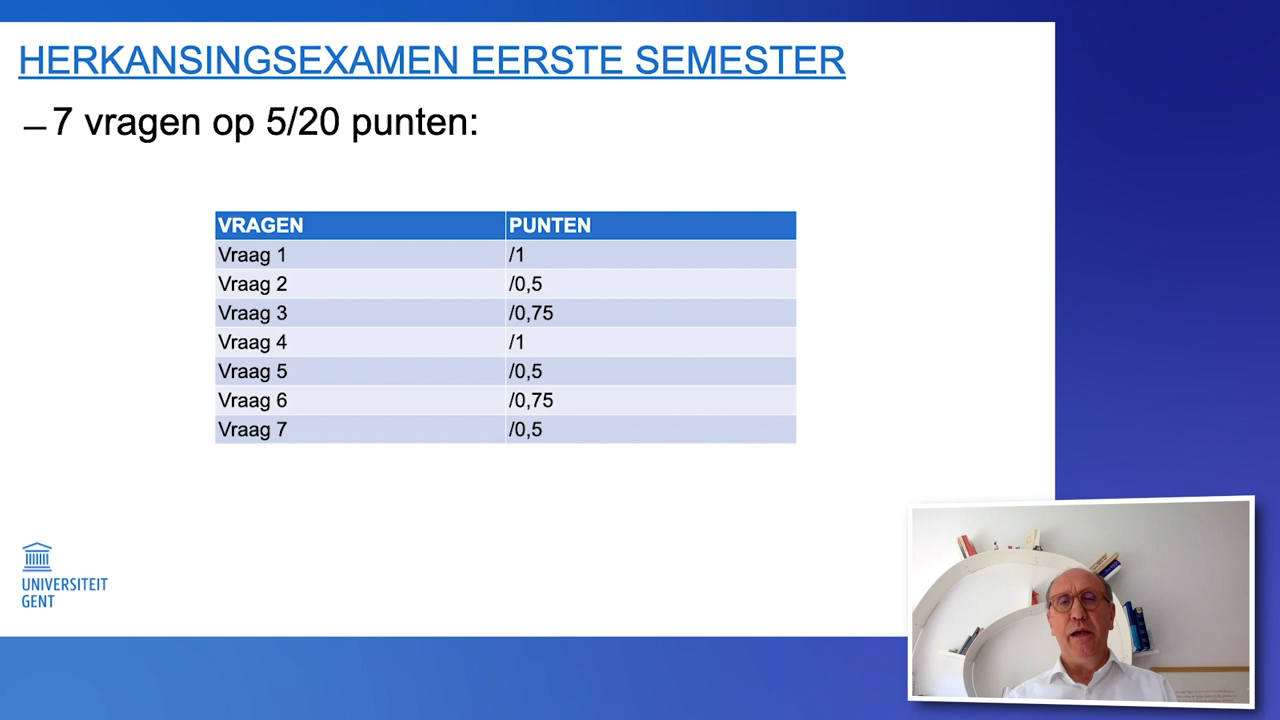 HERKANSINGSEXAMEN EERSTE SEMESTER
– 7 vragen op 5/20 punten:
VRAGEN PUNTEN
Vraag 1 /1
Vraag 2 /0,5
Vraag 3 /0,75
Vraag 4 /1
Vraag 5 /0,5
Vraag 6 /0,75
Vraag 7 /0,5
UNIVERSITEIT
GENT